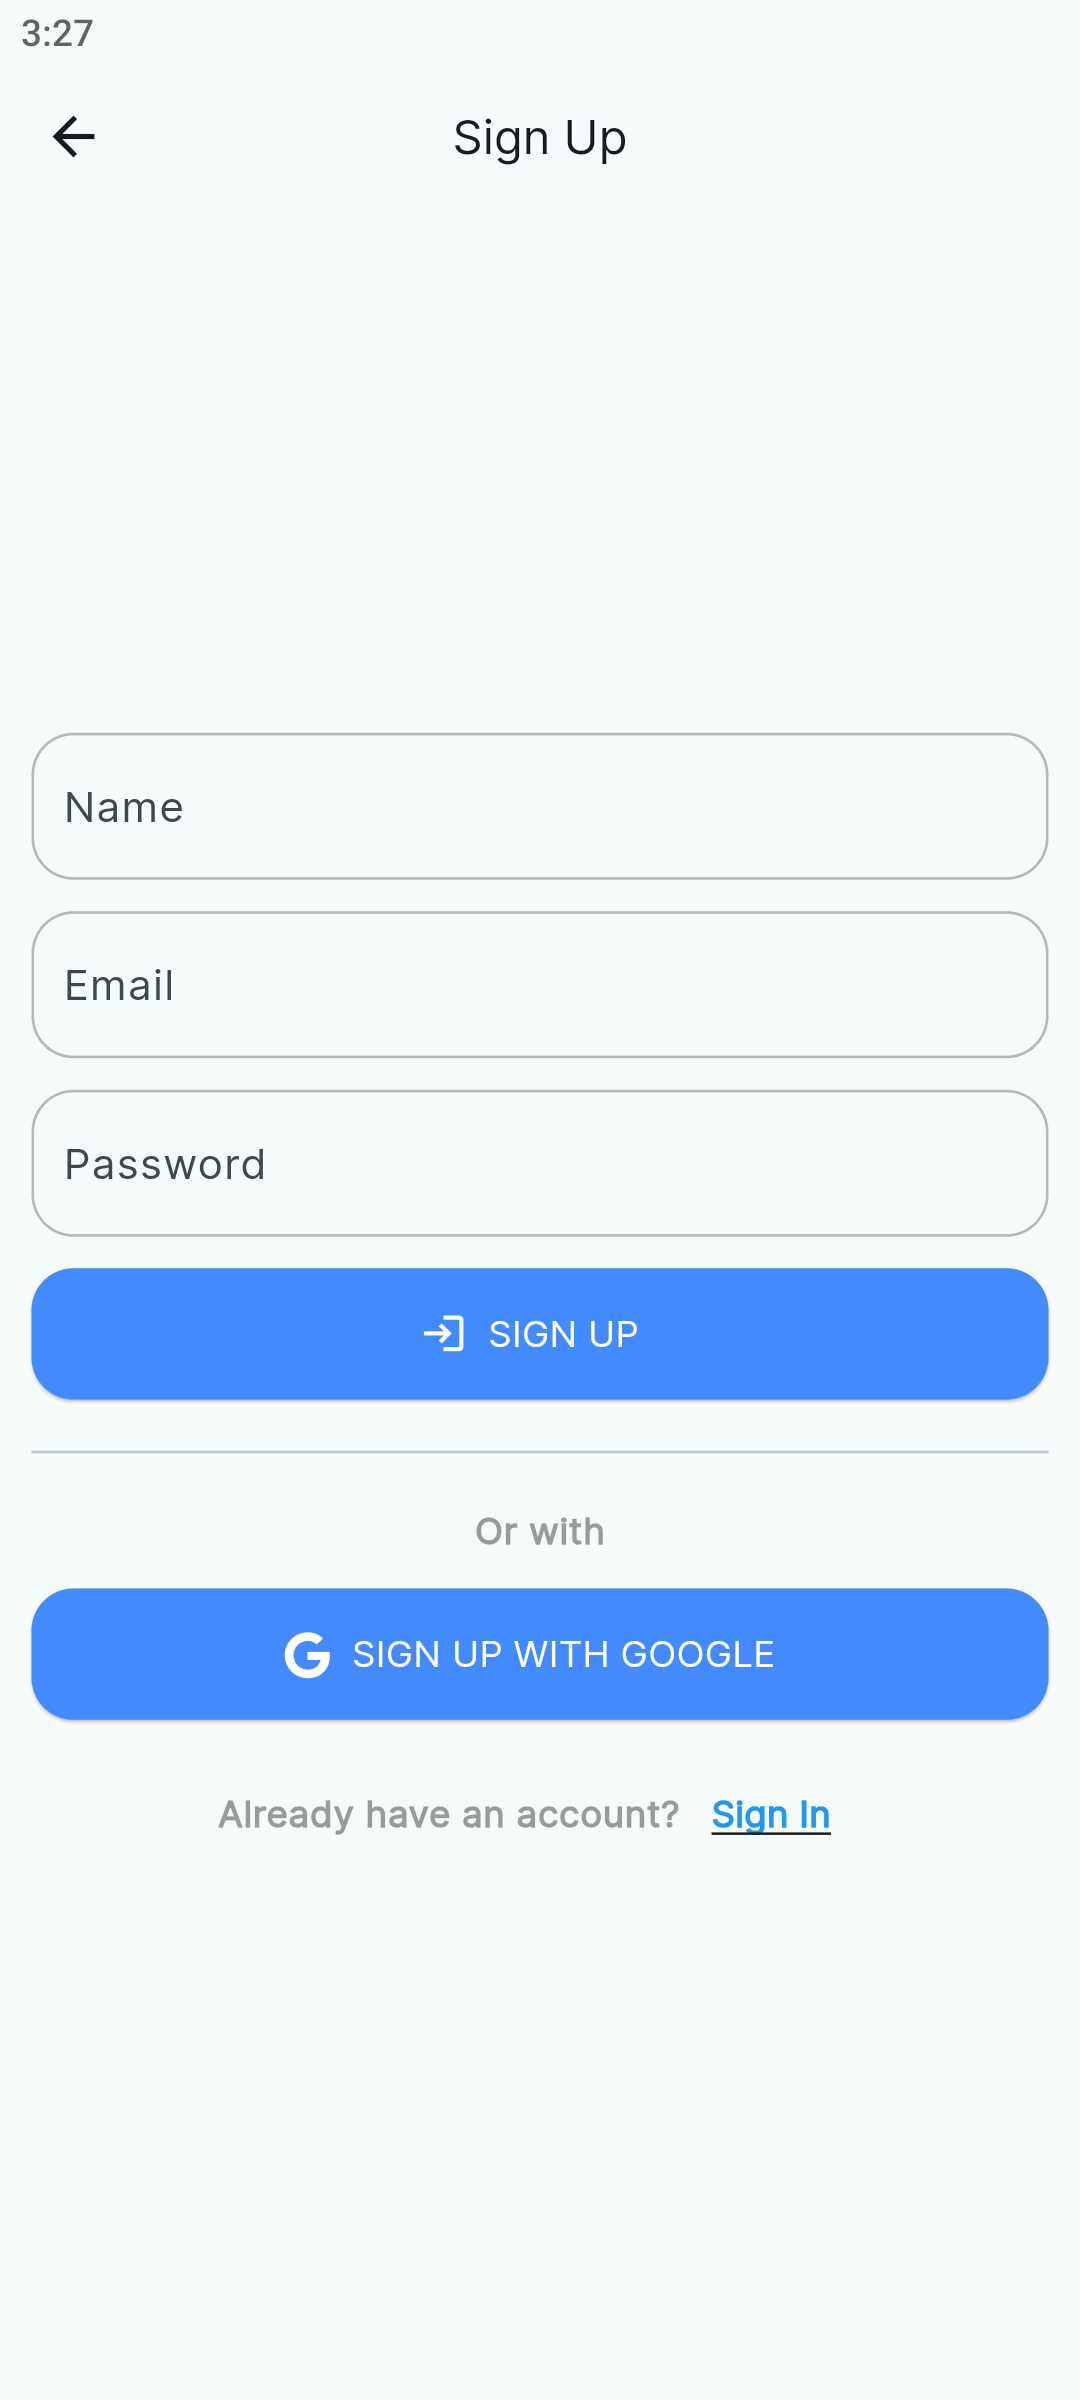 3:27
Sign Up
Name
Email
Password
SIGN UP
Or with
SIGN UP WITH GOOGLE
Already have an account? Sign In